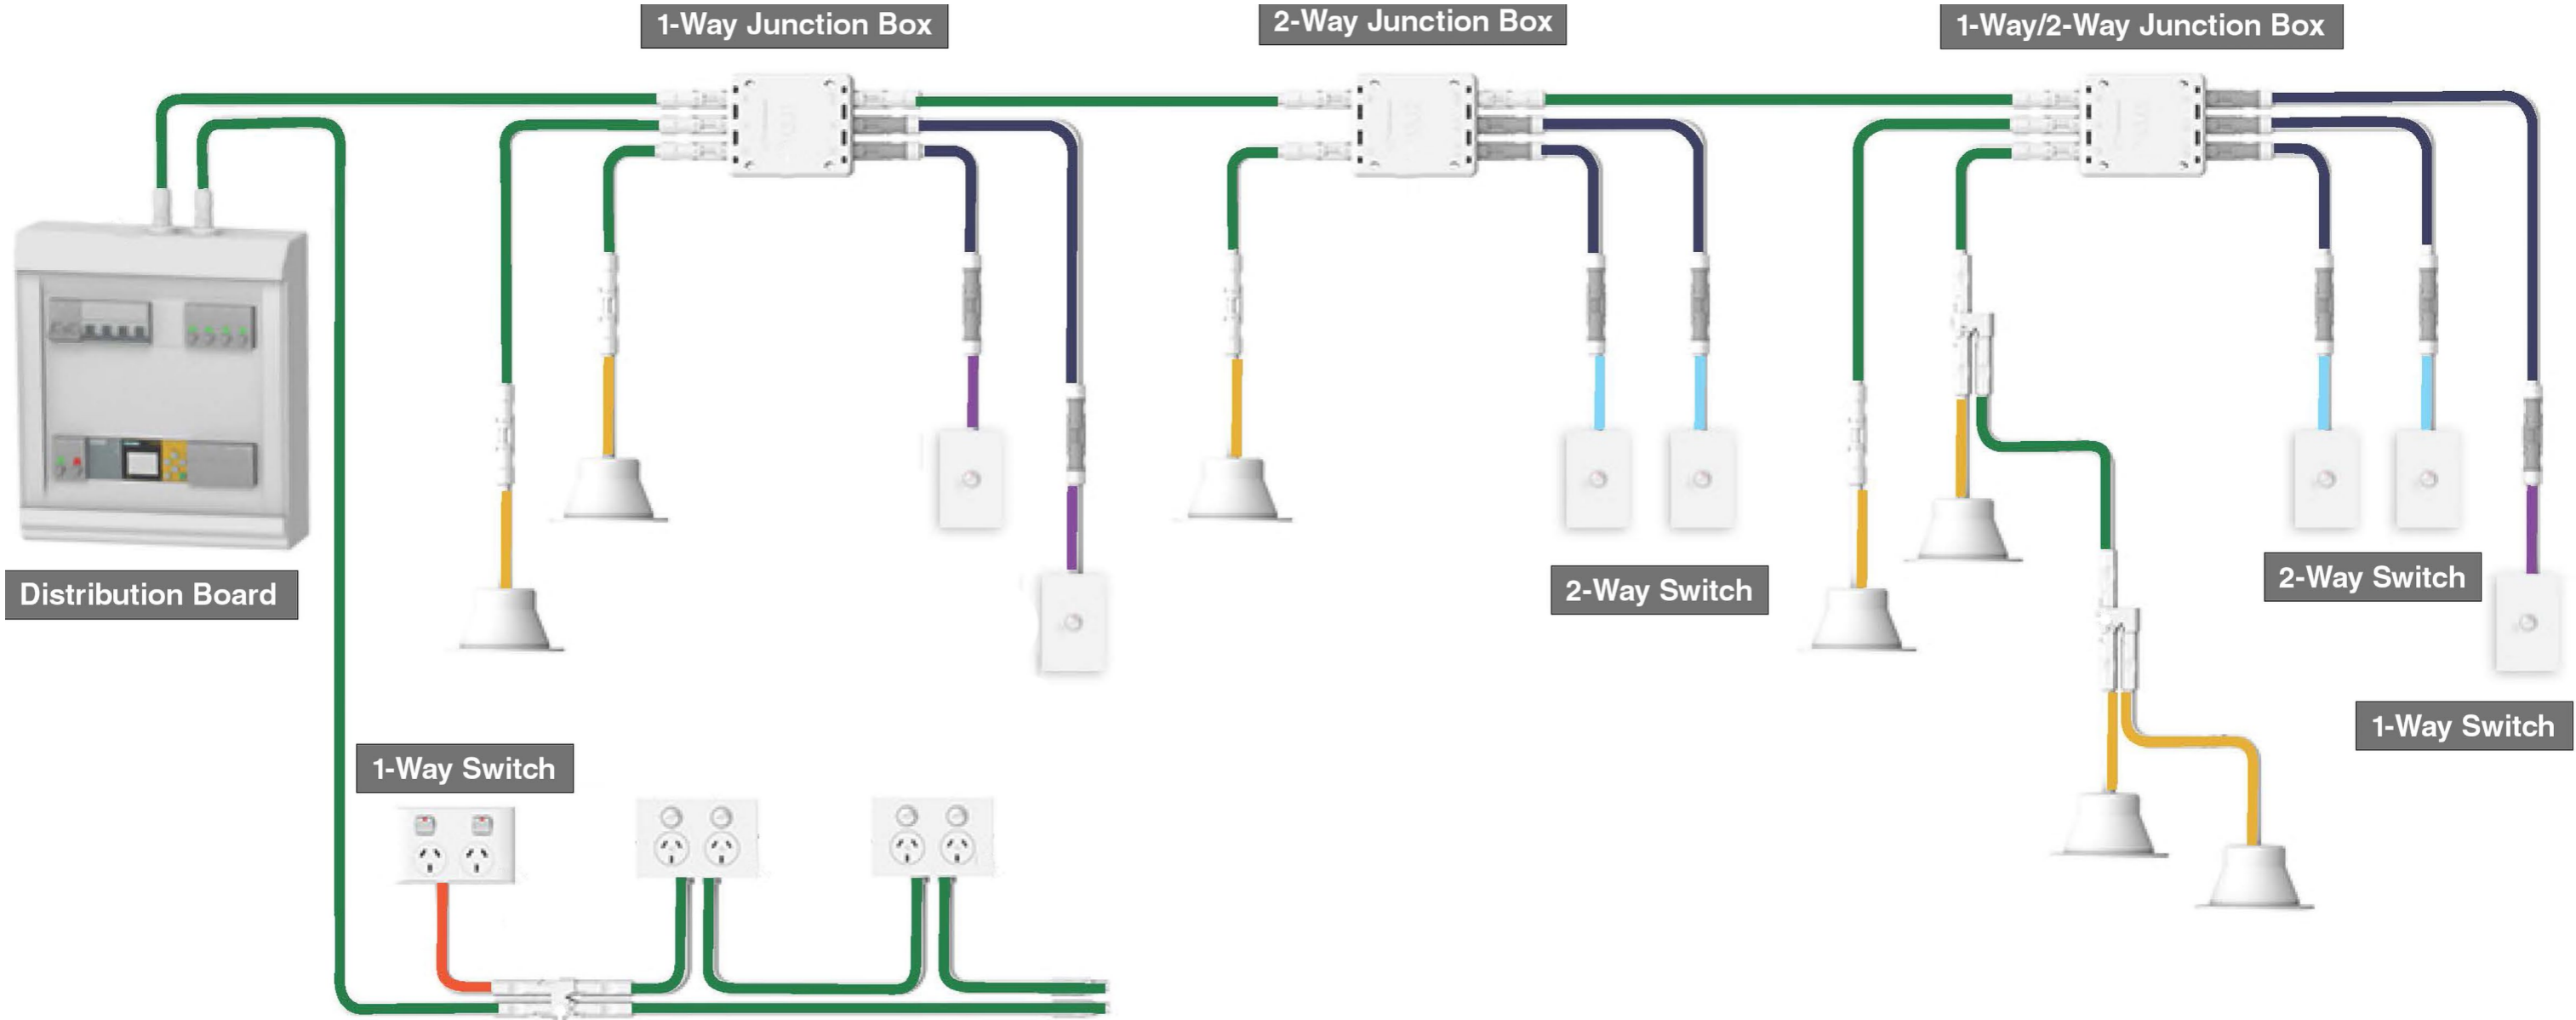 1-Way Junction Box
2-Way Junction Box
1-Way/2-Way Junction Box
Distribution Board
2-Way Switch
2-Way Switch
1-Way Switch
1-Way Switch